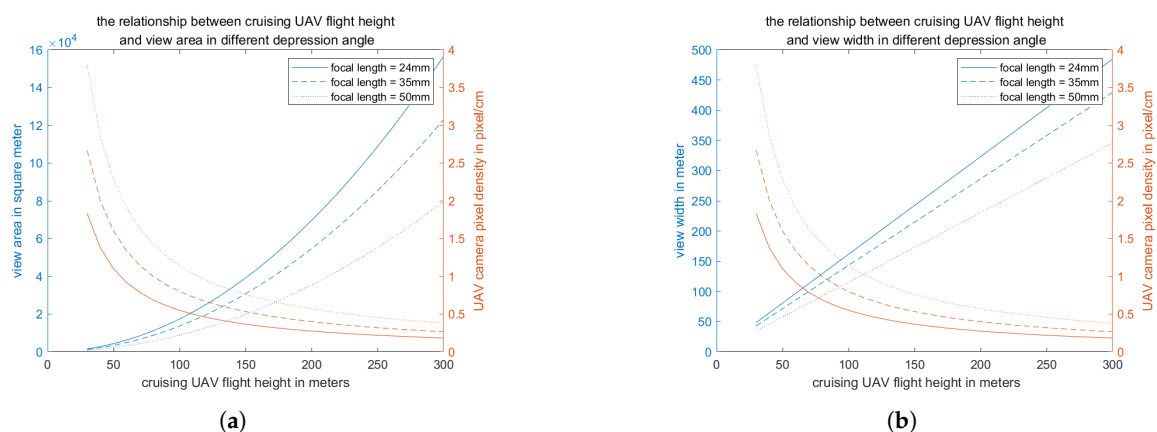 the relationship between cruising UAV flight height
and view area in different depression angle
×10⁴
16
14
12
10
8
6
4
2
0
view area in square meter
focal length = 24mm
focal length = 35mm
focal length = 50mm
4
3.5
3
2.5
2
1.5
1
0.5
0
UAV camera pixel density in pixel/cm
0 50 100 150 200 250 300
cruising UAV flight height in meters
(a)
the relationship between cruising UAV flight height
and view width in different depression angle
500
450
400
350
300
250
200
150
100
50
0
view width in meter
focal length = 24mm
focal length = 35mm
focal length = 50mm
4
3.5
3
2.5
2
1.5
1
0.5
0
UAV camera pixel density in pixel/cm
0 50 100 150 200 250 300
cruising UAV flight height in meters
(b)